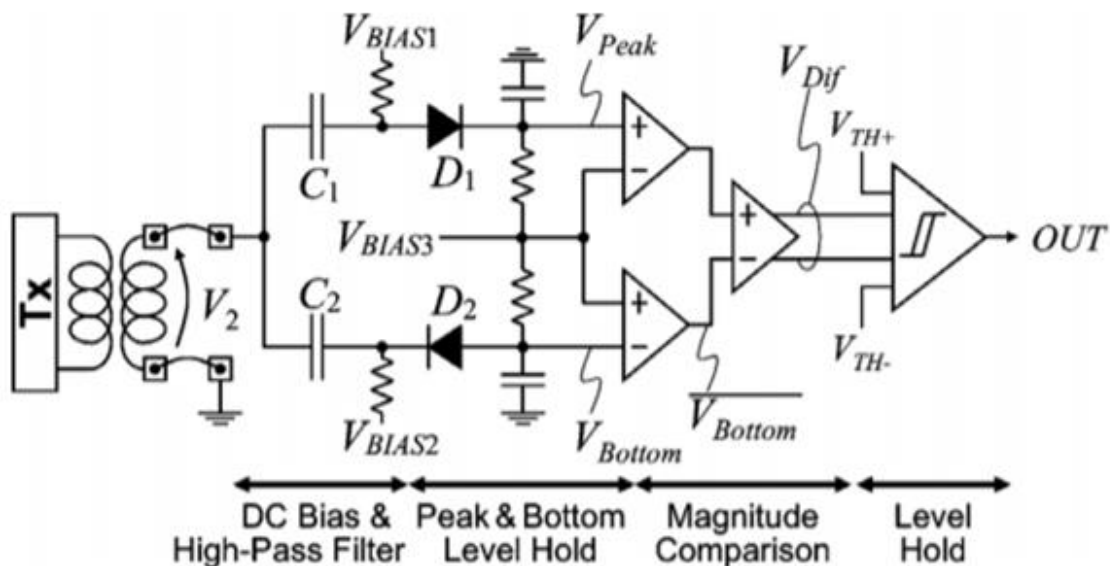 V_BIAS1
V_Peak
V_Dif
V_TH+
C_1
D_1
Tx
V_2
V_BIAS3
OUT
C_2
D_2
V_TH-
V_BIAS2
V_Bottom
V_Bottom
+
-
+
-
+
-
DC Bias & High-Pass Filter
Peak & Bottom Level Hold
Magnitude Comparison
Level Hold